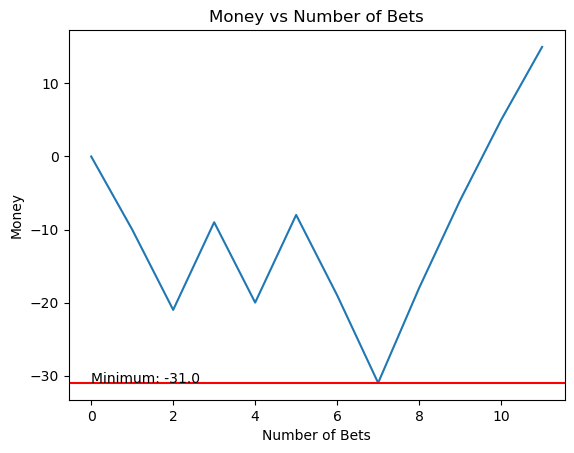 Money vs Number of Bets
10
0
−10
−20
−30
Money
Minimum: -31.0
0 2 4 6 8 10
Number of Bets